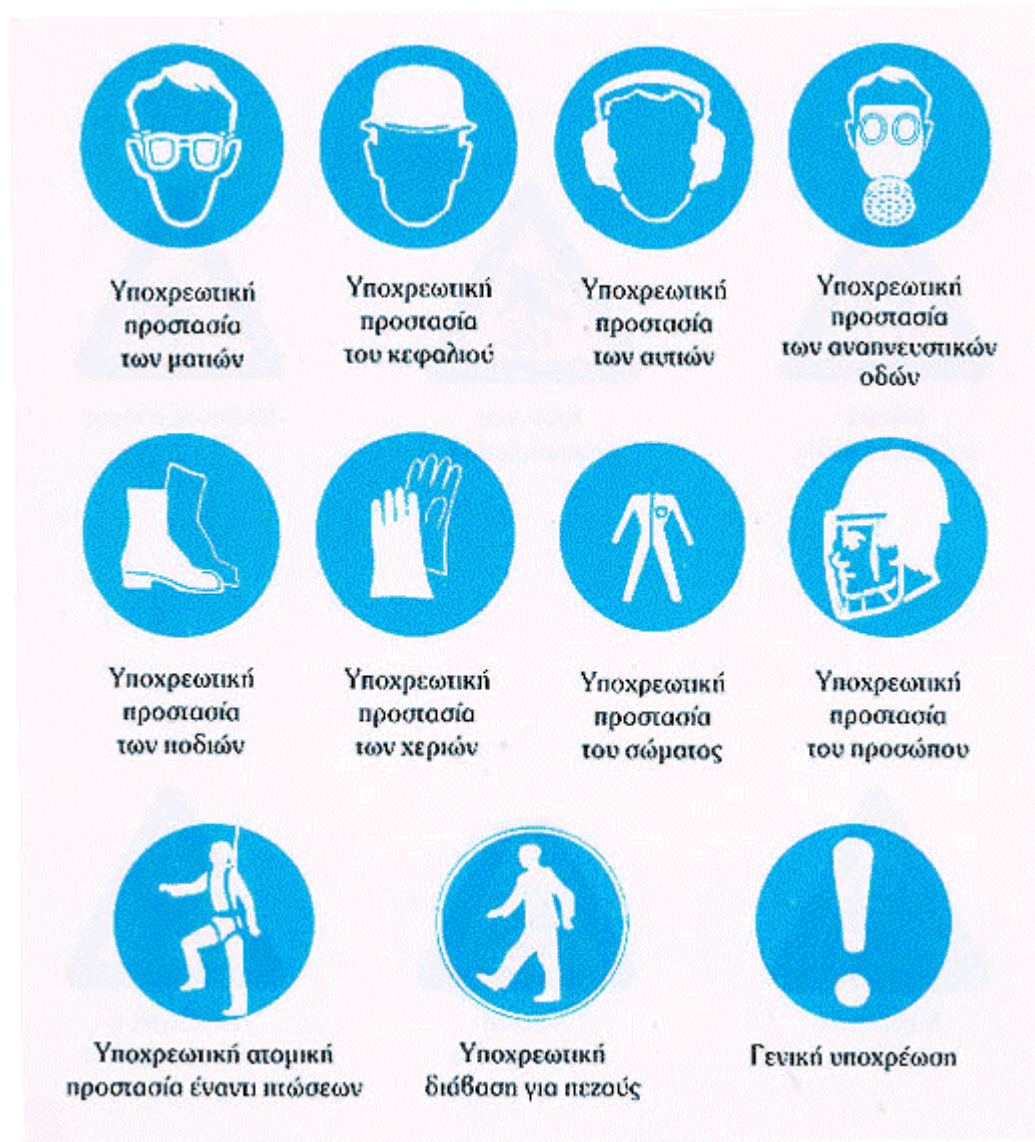 Υποχρεωτική
προστασία
των ματιών
Υποχρεωτική
προστασία
του κεφαλιού
Υποχρεωτική
προστασία
των αυτιών
Υποχρεωτική
προστασία
των αναπνευστικών
οδών
Υποχρεωτική
προστασία
των ποδιών
Υποχρεωτική
προστασία
των χεριών
Υποχρεωτική
προστασία
του σώματος
Υποχρεωτική
προστασία
του προσώπου
Υποχρεωτική ατομική
προστασία έναντι πτώσεων
Υποχρεωτική
διάβαση για πεζούς
Γενική υποχρέωση